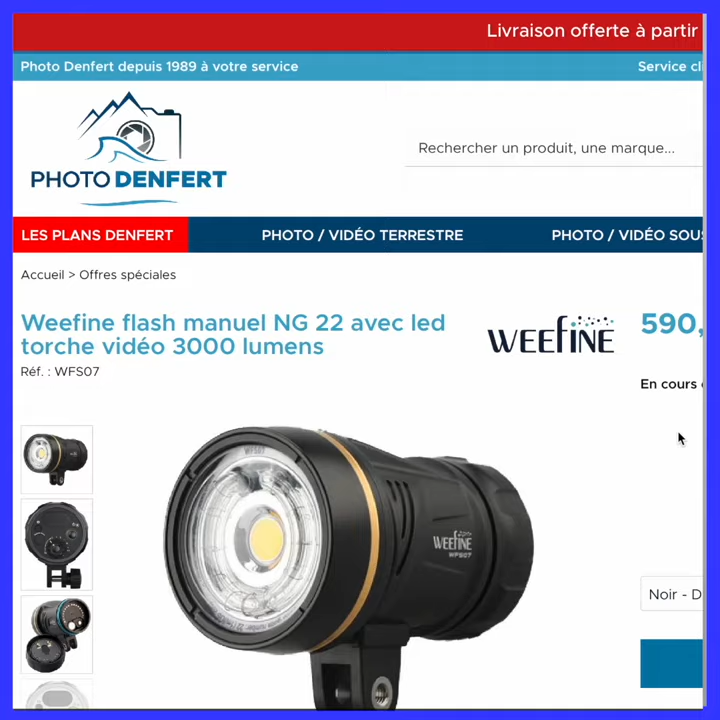 Livraison offerte à partir
Photo Denfert depuis 1989 à votre service
Service cl
PHOTO DENFERT
Rechercher un produit, une marque...
LES PLANS DENFERT
PHOTO / VIDÉO TERRESTRE
PHOTO / VIDÉO SOUS
Accueil > Offres spéciales
Weefine flash manuel NG 22 avec led
torche vidéo 3000 lumens
WEEFINE
590,
Réf. : WFS07
En cours
WFS07
WEEFINE
WFS07
Noir - D